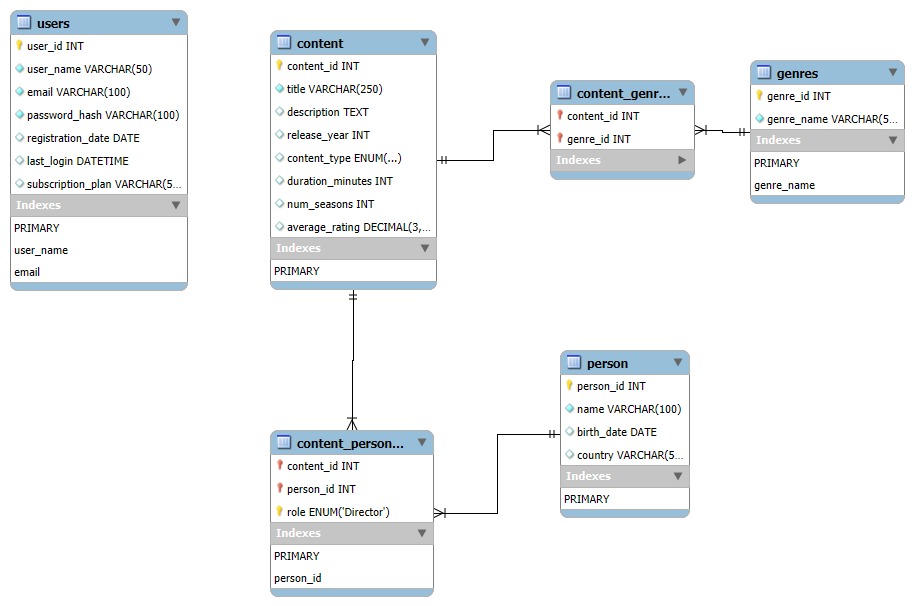 users
user_id INT
user_name VARCHAR(50)
email VARCHAR(100)
password_hash VARCHAR(100)
registration_date DATE
last_login DATETIME
subscription_plan VARCHAR(5...
Indexes
PRIMARY
user_name
email
content
content_id INT
title VARCHAR(250)
description TEXT
release_year INT
content_type ENUM(...)
duration_minutes INT
num_seasons INT
average_rating DECIMAL(3,...
Indexes
PRIMARY
content_genr...
content_id INT
genre_id INT
Indexes
genres
genre_id INT
genre_name VARCHAR(5...
Indexes
PRIMARY
genre_name
content_person...
content_id INT
person_id INT
role ENUM('Director')
Indexes
PRIMARY
person_id
person
person_id INT
name VARCHAR(100)
birth_date DATE
country VARCHAR(5...
Indexes
PRIMARY